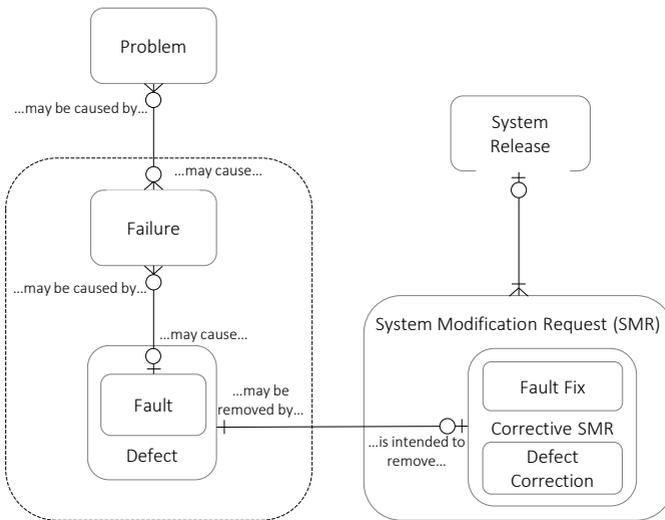 Problem
...may be caused by...
...may cause...
Failure
...may be caused by...
...may cause...
Fault
Defect
...may be
removed by...
...is intended to
remove...
System
Release
System Modification Request (SMR)
Fault Fix
Corrective SMR
Defect
Correction